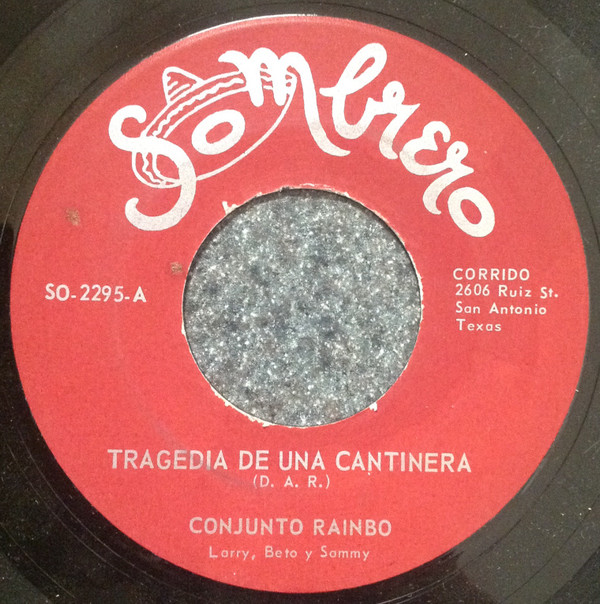 Sombrero
SO-2295-A
CORRIDO
2606 Ruiz St.
San Antonio
Texas
TRAGEDIA DE UNA CANTINERA
(D. A. R.)
CONJUNTO RAINBO
Larry, Beto y Sammy